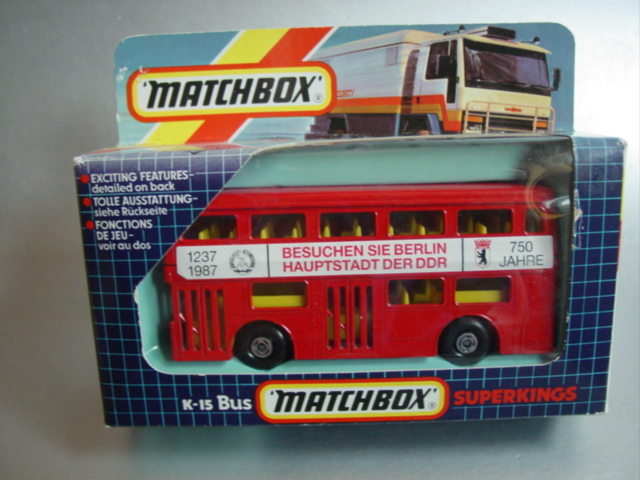 "MATCHBOX"®
EXCITING FEATURES-
detailed on back
TOLLE AUSSTATTUNG-
siehe Rückseite
FONCTIONS
DE JEU-
voir au dos
1237
1987
BESUCHEN SIE BERLIN
HAUPTSTADT DER DDR
750
JAHRE
K-15 Bus
"MATCHBOX"®
SUPERKINGS